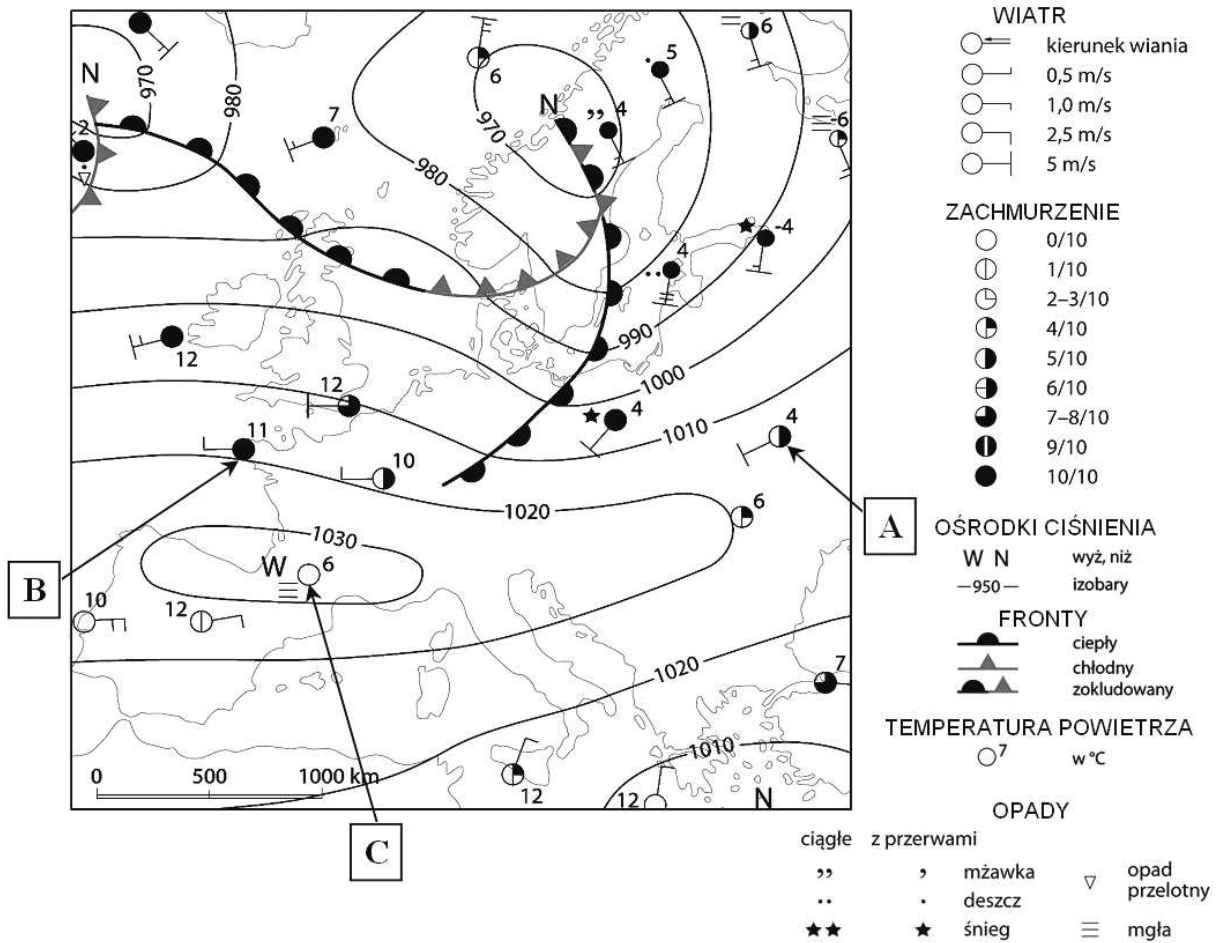 N
970
980
7
2
6
N
970
4
5
6
-6
980
-4
4
990
1000
12
12
4
1010
4
11
10
1020
6
A
B
1030
W
6
10
12
1020
7
1010
0
500
1000 km
12
12
N
C
WIATR
kierunek wiania
0,5 m/s
1,0 m/s
2,5 m/s
5 m/s
ZACHMURZENIE
0/10
1/10
2–3/10
4/10
5/10
6/10
7–8/10
9/10
10/10
OŚRODKI CIŚNIENIA
W N wyż, niż
—950— izobary
FRONTY
ciepły
chłodny
zokludowany
TEMPERATURA POWIETRZA
7 w °C
OPADY
ciągłe z przerwami
,, , mżawka
.. . deszcz
★★ ★ śnieg
opad
przelotny
mgła